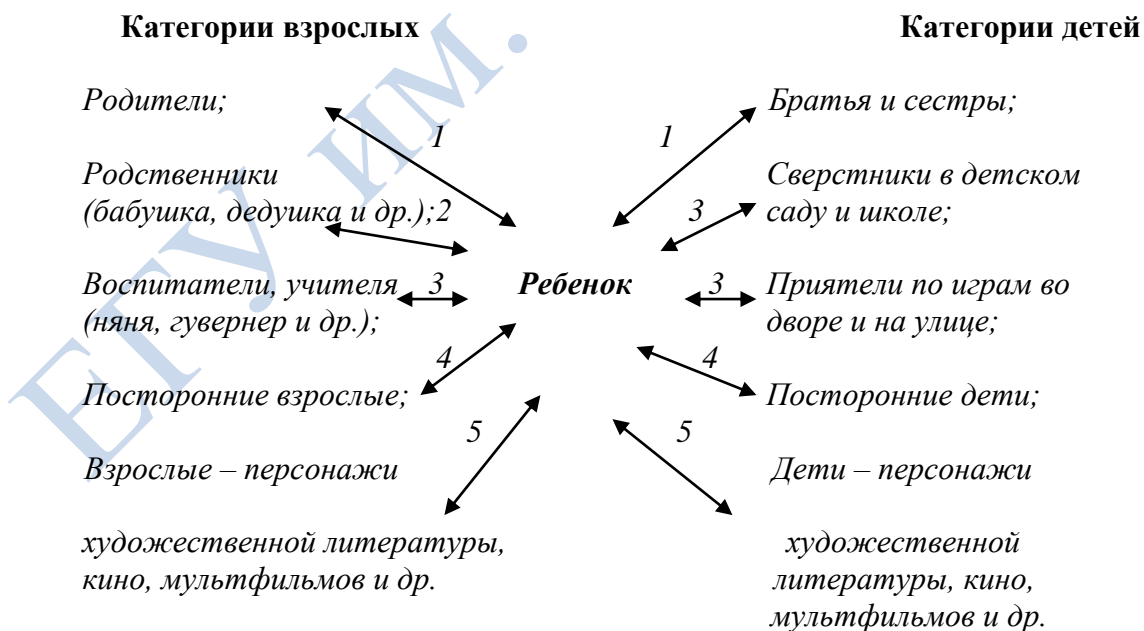 Категории взрослых
Категории детей
Родители;
1
Родственники
(бабушка, дедушка и др.);2
Воспитатели, учителя 3
(няня, гувернер и др.);
4
Посторонние взрослые;
5
Взрослые – персонажи
художественной литературы,
кино, мультфильмов и др.
Ребенок
1
Братья и сестры;
Сверстники в детском
3 саду и школе;
3 Приятели по играм во
дворе и на улице;
4
Посторонние дети;
5
Дети – персонажи
художественной
литературы, кино,
мультфильмов и др.
ЕГУ им.